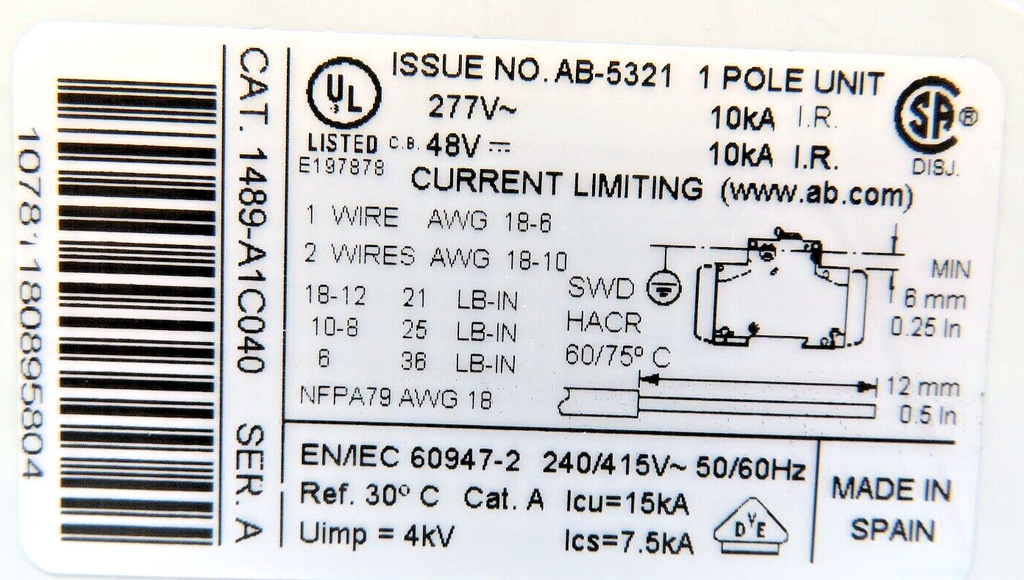 10781180895804
CAT. 1489-A1C040 SER. A
UL
LISTED C.B.
E197878
ISSUE NO. AB-5321 1 POLE UNIT
277V~ 10kA I.R.
48V⎓ 10kA I.R.
CURRENT LIMITING (www.ab.com)
SA®
DISJ.
1 WIRE AWG 18-6
2 WIRES AWG 18-10
18-12 21 LB-IN
10-8 25 LB-IN
6 36 LB-IN
NFPA79 AWG 18
SWD
HACR
60/75° C
MIN
6 mm
0.25 In
12 mm
0.5 In
EN/IEC 60947-2 240/415V~ 50/60Hz
Ref. 30° C Cat. A Icu=15kA
Uimp = 4kV Ics=7.5kA
DVE
MADE IN
SPAIN